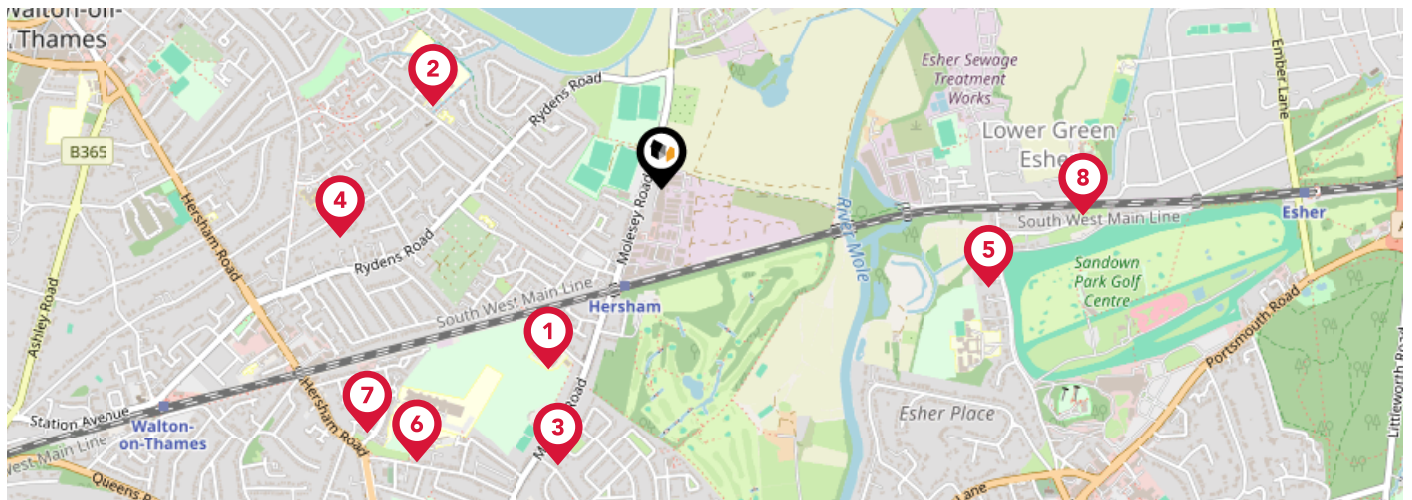 Walton-on-
Thames
2
Rydens Road
Esher Sewage
Treatment
Works
Ember Lane
B365
Lower Green
Esher
8
4
Molesey Road
River Mole
South West Main Line
Esher
Hersham Road
Rydens Road
5
Sandown
Park Golf
Centre
Ashley Road
South West Main Line
Hersham
1
Portsmouth Road
Station Avenue
7
Hersham Road
6
3
Road
Esher Place
Littleworth Road
Walton-
on-Thames
West Main Line
Queens
Lane